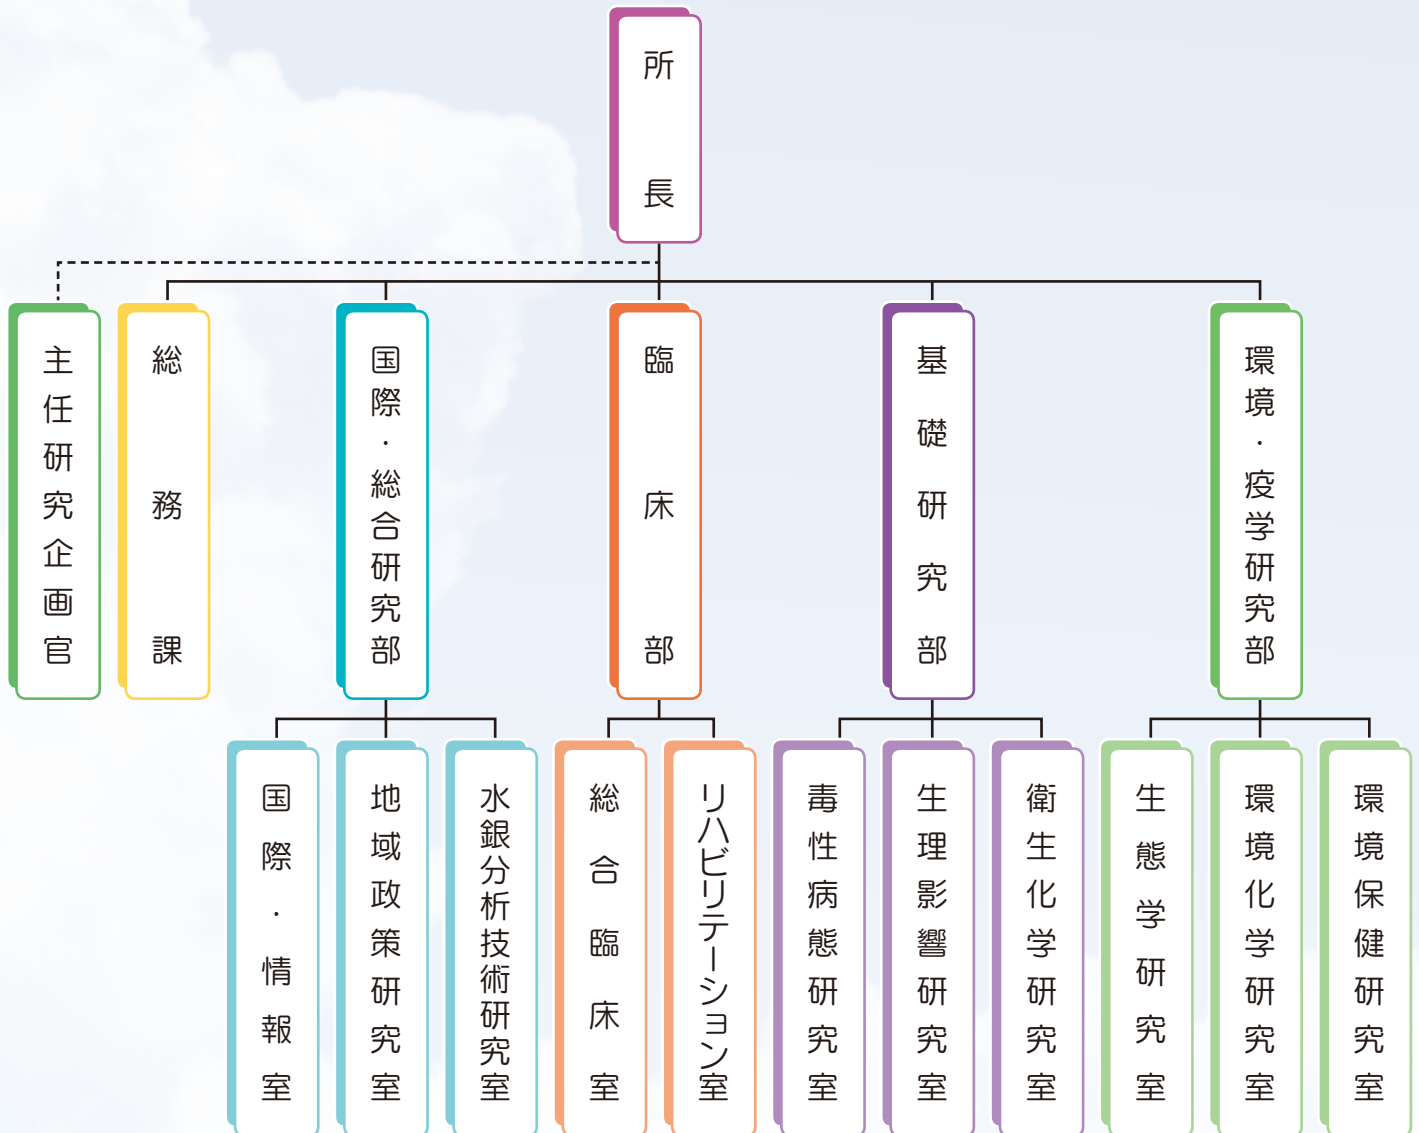 所長
主任研究企画官
総務課
国際・総合研究部
臨床部
基礎研究部
環境・疫学研究部
国際・情報室
地域政策研究室
水銀分析技術研究室
総合臨床室
リハビリテーション室
毒性病態研究室
生理影響研究室
衛生化学研究室
生態学研究室
環境化学研究室
環境保健研究室